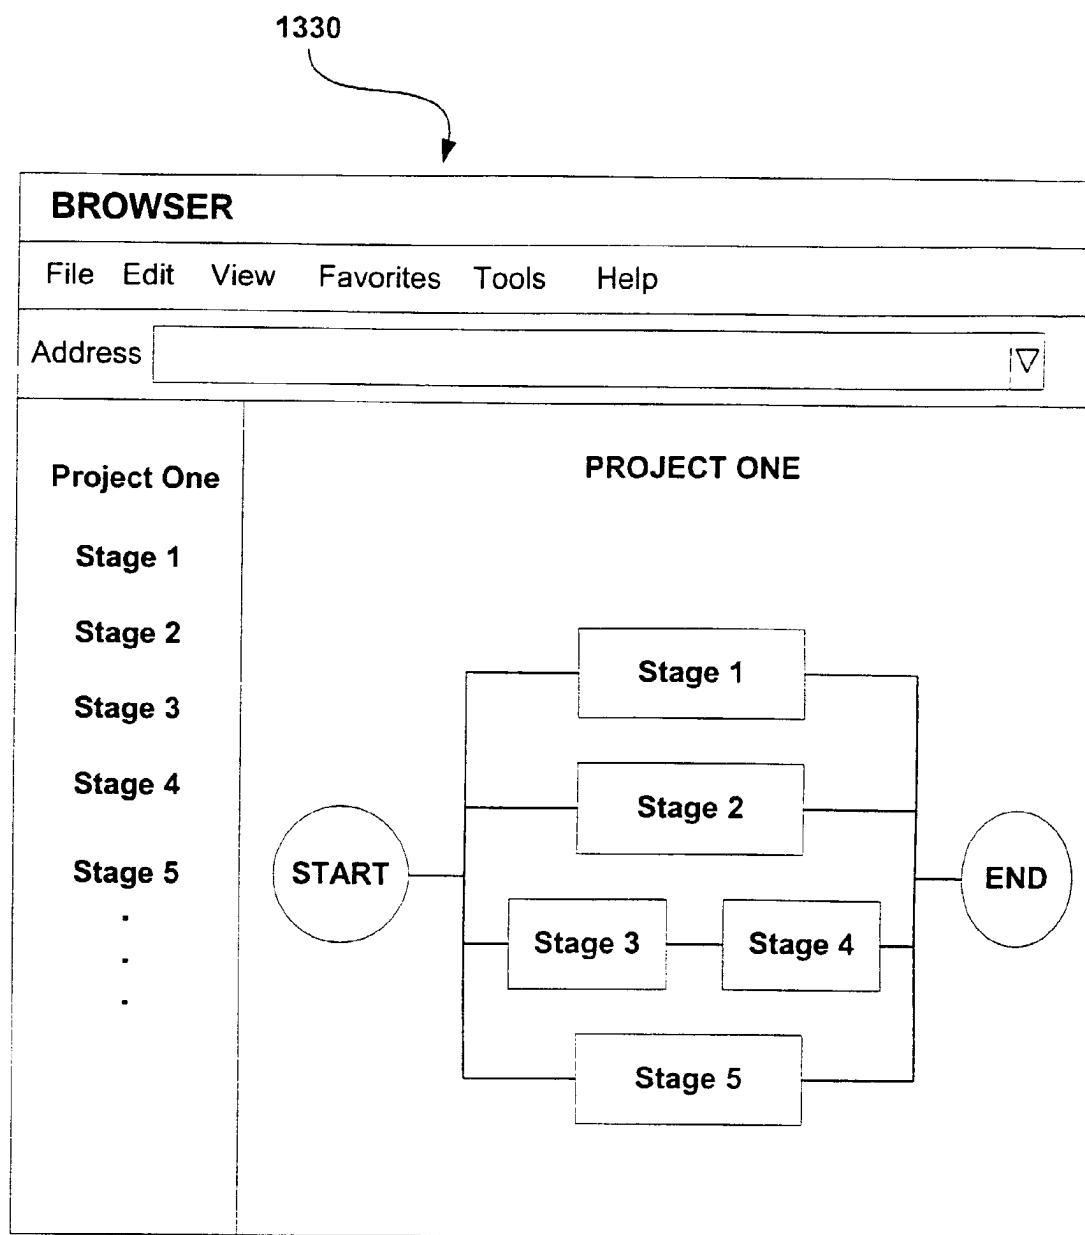 1330
BROWSER
File Edit View Favorites Tools Help
Address
Project One
Stage 1
Stage 2
Stage 3
Stage 4
Stage 5
PROJECT ONE
START
Stage 1
Stage 2
Stage 3
Stage 4
Stage 5
END